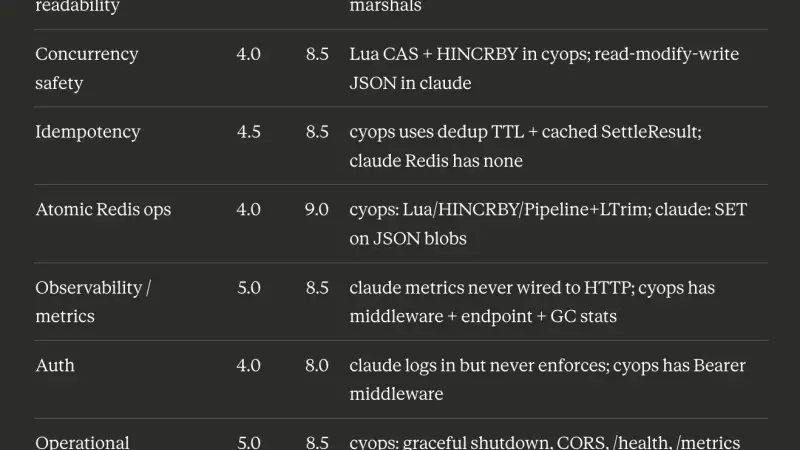 readability marshals
Concurrency 4.0 8.5 Lua CAS + HINCRBY in cyops; read-modify-write
safety JSON in claude
Idempotency 4.5 8.5 cyops uses dedup TTL + cached SettleResult;
claude Redis has none
Atomic Redis ops 4.0 9.0 cyops: Lua/HINCRBY/Pipeline+LTrim; claude: SET
on JSON blobs
Observability / 5.0 8.5 claude metrics never wired to HTTP; cyops has
metrics middleware + endpoint + GC stats
Auth 4.0 8.0 claude logs in but never enforces; cyops has Bearer
middleware
Operational 5.0 8.5 cyops: graceful shutdown, CORS, /health, /metrics